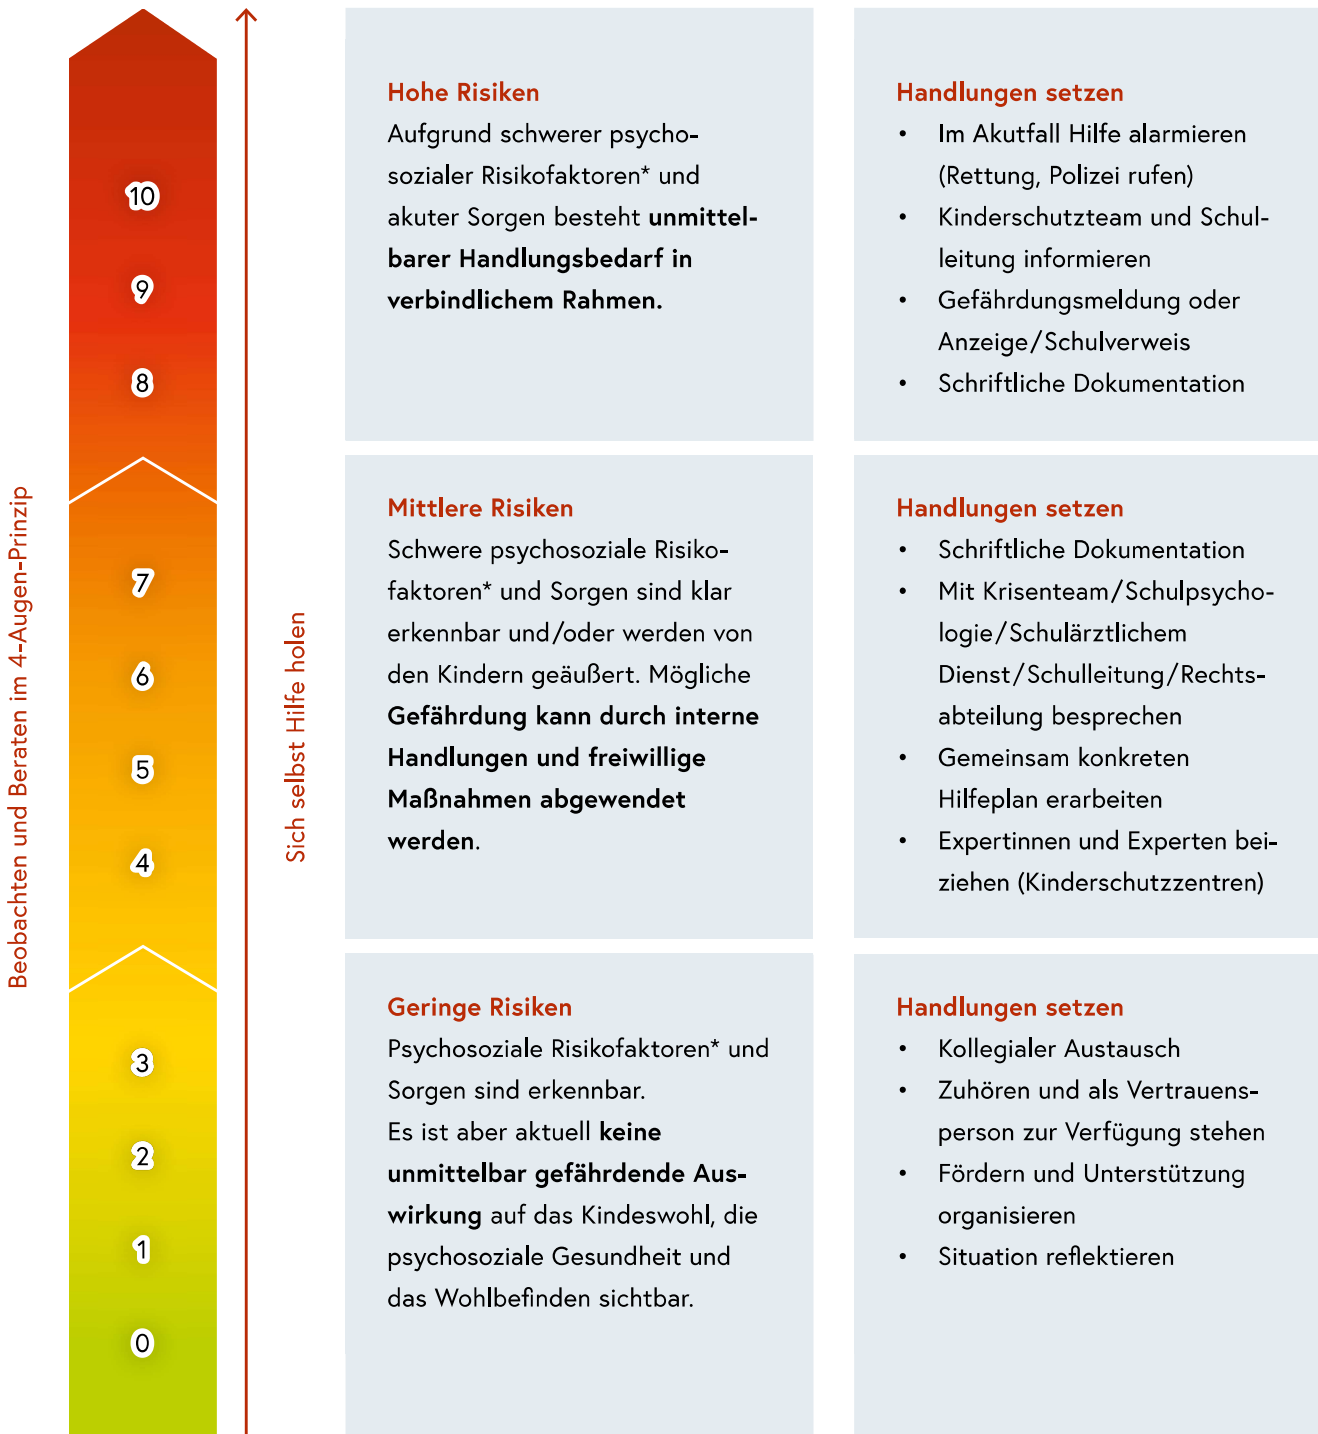 Beobachten und Beraten im 4-Augen-Prinzip
10
9
8
7
6
5
4
3
2
1
0
Sich selbst Hilfe holen
Hohe Risiken
Aufgrund schwerer psycho-
sozialer Risikofaktoren* und
akuter Sorgen besteht unmittel-
barer Handlungsbedarf in
verbindlichem Rahmen.
Handlungen setzen
• Im Akutfall Hilfe alarmieren
(Rettung, Polizei rufen)
• Kinderschutzteam und Schul-
leitung informieren
• Gefährdungsmeldung oder
Anzeige/Schulverweis
• Schriftliche Dokumentation
Mittlere Risiken
Schwere psychosoziale Risiko-
faktoren* und Sorgen sind klar
erkennbar und/oder werden von
den Kindern geäußert. Mögliche
Gefährdung kann durch interne
Handlungen und freiwillige
Maßnahmen abgewendet
werden.
Handlungen setzen
• Schriftliche Dokumentation
• Mit Krisenteam/Schulpsycho-
logie/Schulärztlichem
Dienst/Schulleitung/Rechts-
abteilung besprechen
• Gemeinsam konkreten
Hilfeplan erarbeiten
• Expertinnen und Experten bei-
ziehen (Kinderschutzzentren)
Geringe Risiken
Psychosoziale Risikofaktoren* und
Sorgen sind erkennbar.
Es ist aber aktuell keine
unmittelbar gefährdende Aus-
wirkung auf das Kindeswohl, die
psychosoziale Gesundheit und
das Wohlbefinden sichtbar.
Handlungen setzen
• Kollegialer Austausch
• Zuhören und als Vertrauens-
person zur Verfügung stehen
• Fördern und Unterstützung
organisieren
• Situation reflektieren